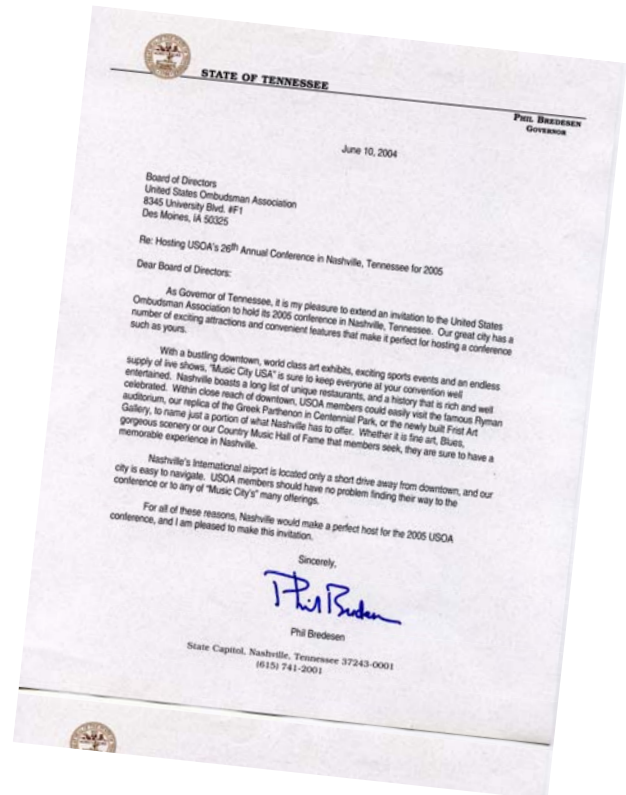 STATE OF TENNESSEE
PHIL BREDESEN
GOVERNOR
June 10, 2004
Board of Directors
United States Ombudsman Association
8345 University Blvd. #F1
Des Moines, IA 50325
Re: Hosting USOA's 26th Annual Conference in Nashville, Tennessee for 2005
Dear Board of Directors:
As Governor of Tennessee, it is my pleasure to extend an invitation to the United States
Ombudsman Association to hold its 2005 conference in Nashville, Tennessee. Our great city has a
number of exciting attractions and convenient features that make it perfect for hosting a conference
such as yours.
With a bustling downtown, world class art exhibits, exciting sports events and an endless
supply of live shows, "Music City USA" is sure to keep everyone at your convention well
entertained. Nashville boasts a long list of unique restaurants, and a history that is rich and well
celebrated. Within close reach of downtown, USOA members could easily visit the famous Ryman
auditorium, our replica of the Greek Parthenon in Centennial Park, or the newly built Frist Art
Gallery, to name just a portion of what Nashville has to offer. Whether it is fine art, Blues,
gorgeous scenery or our Country Music Hall of Fame that members seek, they are sure to have a
memorable experience in Nashville.
Nashville's International airport is located only a short drive away from downtown, and our
city is easy to navigate. USOA members should have no problem finding their way to the
conference or to any of "Music City's" many offerings.
For all of these reasons, Nashville would make a perfect host for the 2005 USOA
conference, and I am pleased to make this invitation.
Sincerely,
Phil Bredesen
Phil Bredesen
State Capitol, Nashville, Tennessee 37243-0001
(615) 741-2001